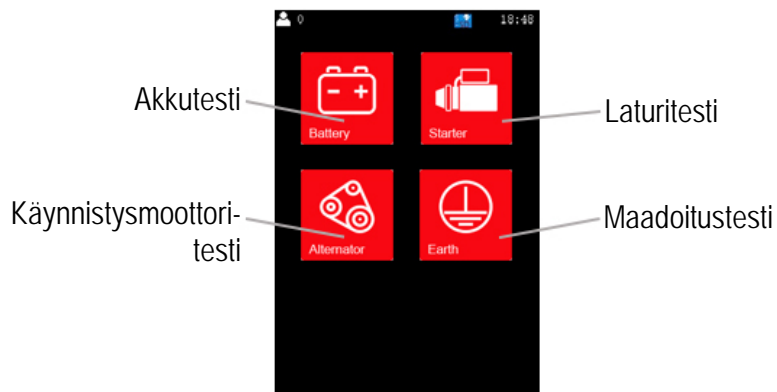 0 18:48
Akkutesti
Battery
Starter
Laturitesti
Käynnistysmoottori-
testi
Alternator
Earth
Maadoitustesti